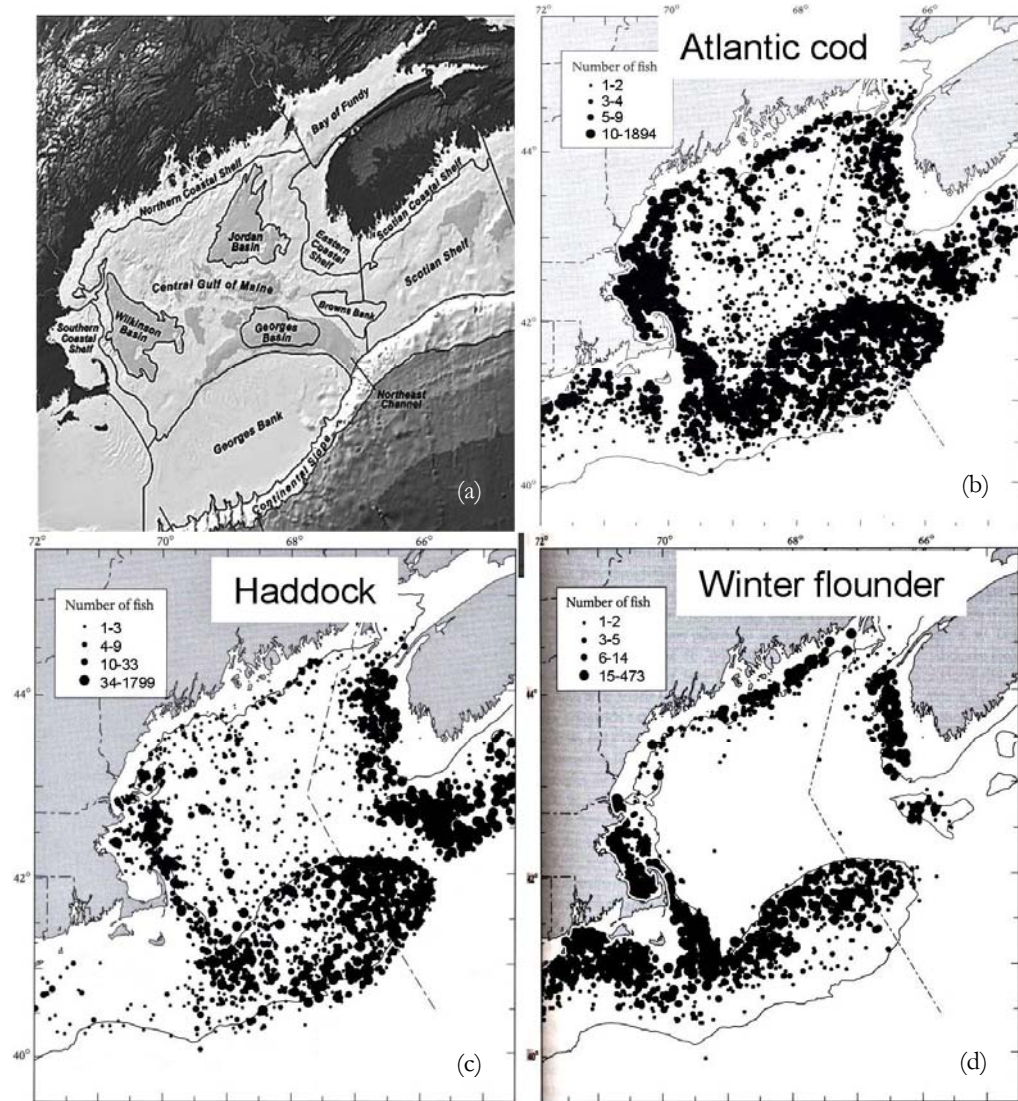 Bay of Fundy
Northern Coastal Shelf
Jordan
Basin
Eastern
Coastal
Shelf
Scotian Coastal Shelf
Scotian Shelf
Central Gulf of Maine
Browns Bank
Wilkinson
Basin
Southern
Coastal
Shelf
Georges
Basin
Northeast
Channel
Georges Bank
Continental Slope
(a)
72° 70° 68° 66°
Atlantic cod
Number of fish
1-2
3-4
5-9
10-1894
44°
42°
40°
(b)
72° 70° 68° 66°
Haddock
Number of fish
1-3
4-9
10-33
34-1799
44°
42°
40°
(c)
72° 70° 68° 66°
Winter flounder
Number of fish
1-2
3-5
6-14
15-473
44°
42°
40°
(d)